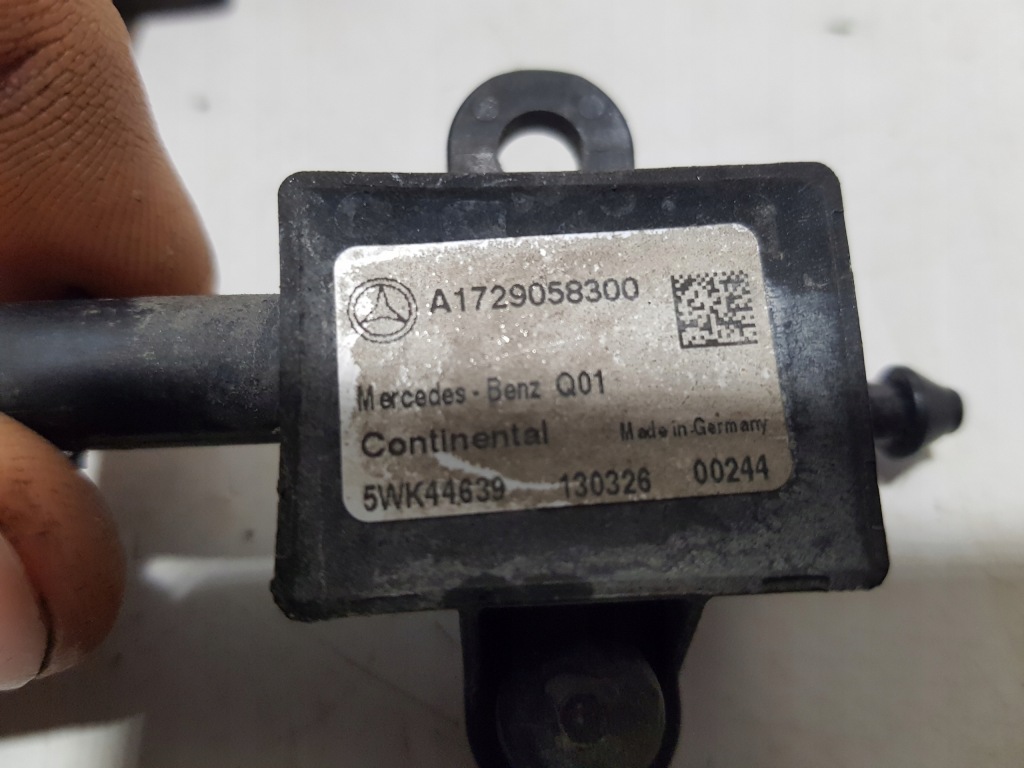 A1729058300
Mercedes-Benz Q01
Continental Made in Germany
5WK44639 130326 00244